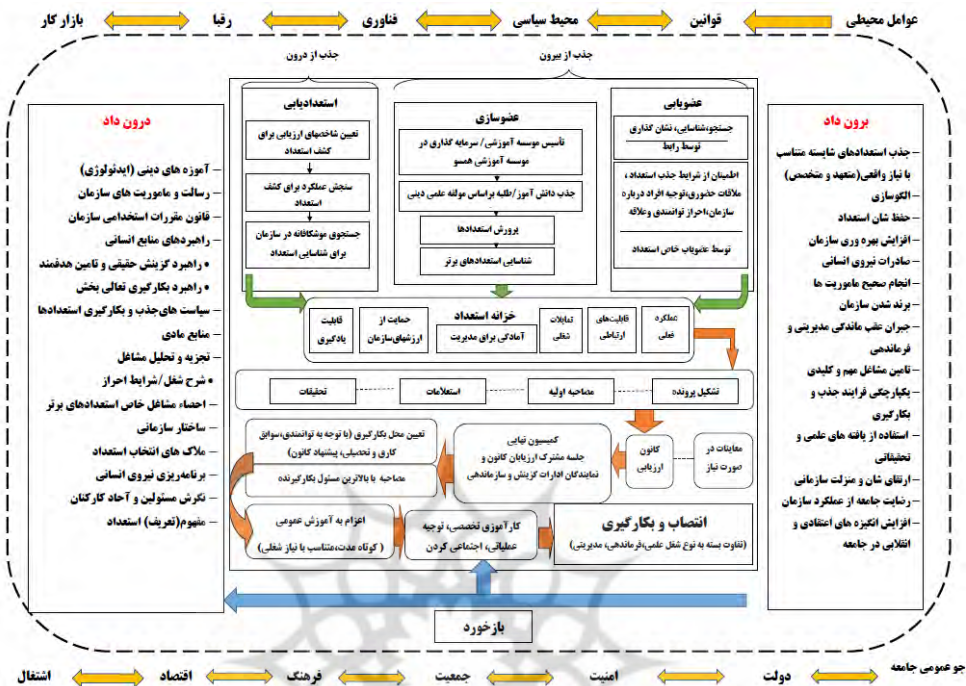 عوامل محیطی
قوانین
محیط سیاسی
فناوری
رقبا
بازار کار
جذب از بیرون
جذب از درون
برون داد
جذب استعدادهای شایسته متناسب
با نیاز واقعی(متعهد و متخصص)
الگوسازی
حفظ شان استعداد
افزایش بهره وری سازمان
صادرات نیروی انسانی
انجام صحیح ماموریت ها
برند شدن سازمان
جبران عقب ماندگی مدیریتی و
فرماندهی
تامین مشاغل مهم و کلیدی
یکپارچگی فرایند جذب و
بکارگیری
استفاده از یافته های علمی و
تحقیقاتی
ارتقای شان و منزلت سازمانی
رضایت جامعه از عملکرد سازمان
افزایش انگیزه های اعتقادی و
انقلابی در جامعه
عضویابی
جستجو،شناسایی، نشان گذاری
توسط رابط
اطمینان از شرایط جذب استعداد ،
ملاقات حضوری،توجیه افراد درباره
سازمان،احراز توانمندی وعلاقه
توسط عضویاب خاص استعداد
عضوسازی
تأسیس موسسه آموزشی/ سرمایه گذاری در
موسسه آموزشی همسو
جذب دانش آموز/طلبه براساس مولفه علمی دینی
پرورش استعدادها
شناسایی استعدادهای برتر
استعدادیابی
تعیین شاخصهای ارزیابی برای
کشف استعداد
سنجش عملکرد برای کشف
استعداد
جستجوی موشکافانه در سازمان
برای شناسایی استعداد
خزانه استعداد
عملکرد
فعلی
قابلیت‌های
ارتباطی
تمایلات
شغلی
آمادگی برای مدیریت
حمایت از
ارزشهای‌سازمان
قابلیت
یادگیری
تشکیل پرونده
مصاحبه اولیه
استعلامات
تحقیقات
معاینات در
صورت نیاز
کانون
ارزیابی
کمیسیون نهایی
جلسه مشترک ارزیابان کانون و
نمایندگان ادارات گزینش و سازماندهی
تعیین محل بکارگیری (با توجه به توانمندی،سوابق
کاری و تحصیلی، پیشنهاد کانون)
مصاحبه با بالاترین مسئول بکارگیرنده
اعزام به آموزش عمومی
( کوتاه مدت،متناسب با نیاز شغلی)
کارآموزی تخصصی، توجیه
عملیاتی، اجتماعی کردن
انتصاب و بکارگیری
(تفاوت بسته به نوع شغل علمی،فرماندهی، مدیریتی)
درون داد
آموزه های دینی (ایدئولوژی)
رسالت و ماموریت های سازمان
قانون مقررات استخدامی سازمان
راهبردهای منابع انسانی
• راهبرد گزینش حقیقی و تامین هدفمند
• راهبرد بکارگیری تعالی بخش
سیاست های‌جذب و بکارگیری استعدادها
منابع مادی
تجزیه و تحلیل مشاغل
• شرح شغل/ شرایط احراز
احصاء مشاغل خاص استعدادهای برتر
ساختار سازمانی
ملاک های انتخاب استعداد
برنامه‌ریزی نیروی انسانی
نگرش مسئولین و آحاد کارکنان
مفهوم(تعریف) استعداد
بازخورد
جو عمومی جامعه
دولت
امنیت
جمعیت
فرهنگ
اقتصاد
اشتغال